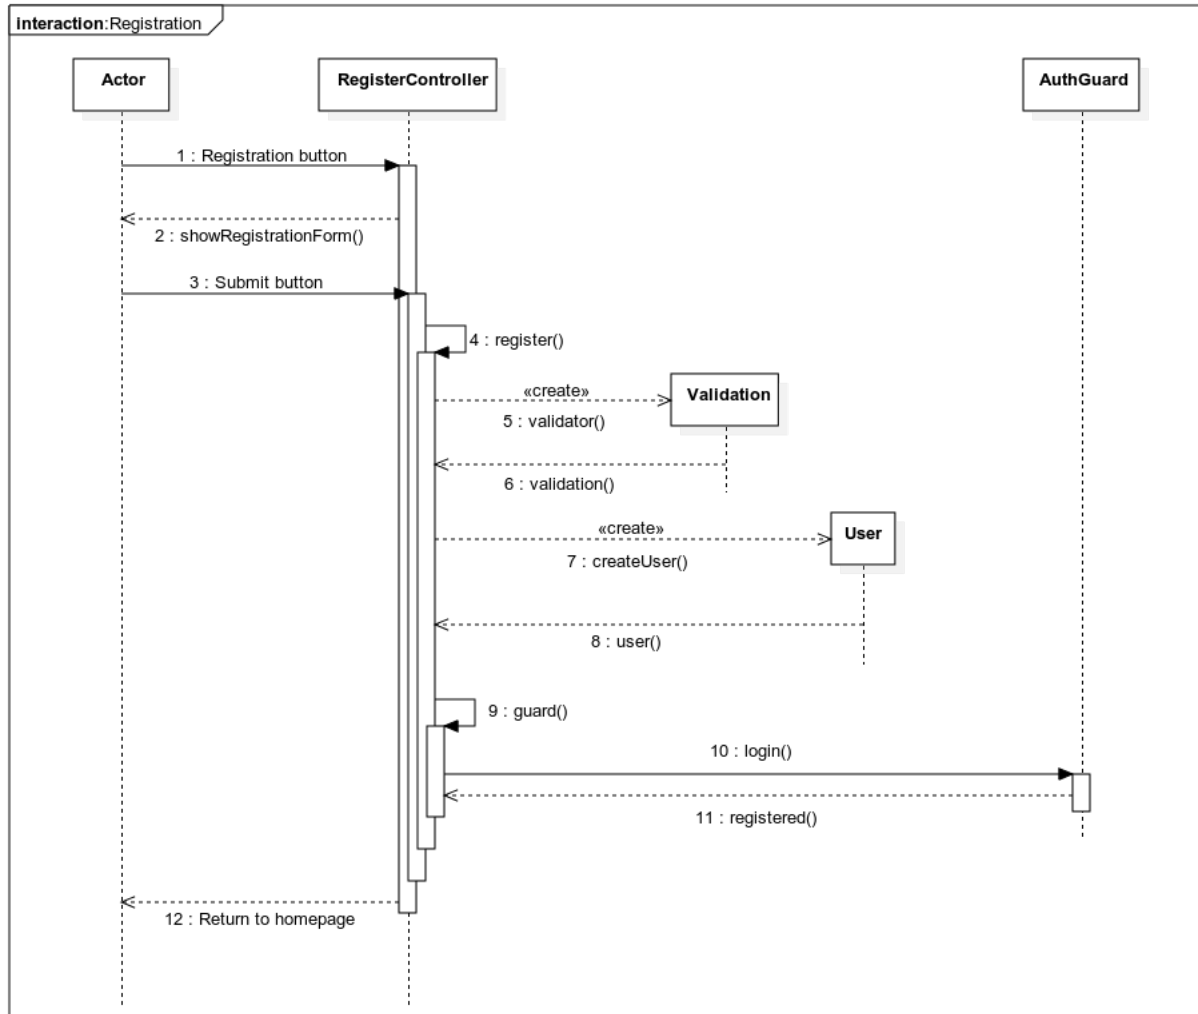 interaction:Registration
Actor
RegisterController
AuthGuard
1 : Registration button
2 : showRegistrationForm()
3 : Submit button
4 : register()
«create»
Validation
5 : validator()
6 : validation()
«create»
User
7 : createUser()
8 : user()
9 : guard()
10 : login()
11 : registered()
12 : Return to homepage